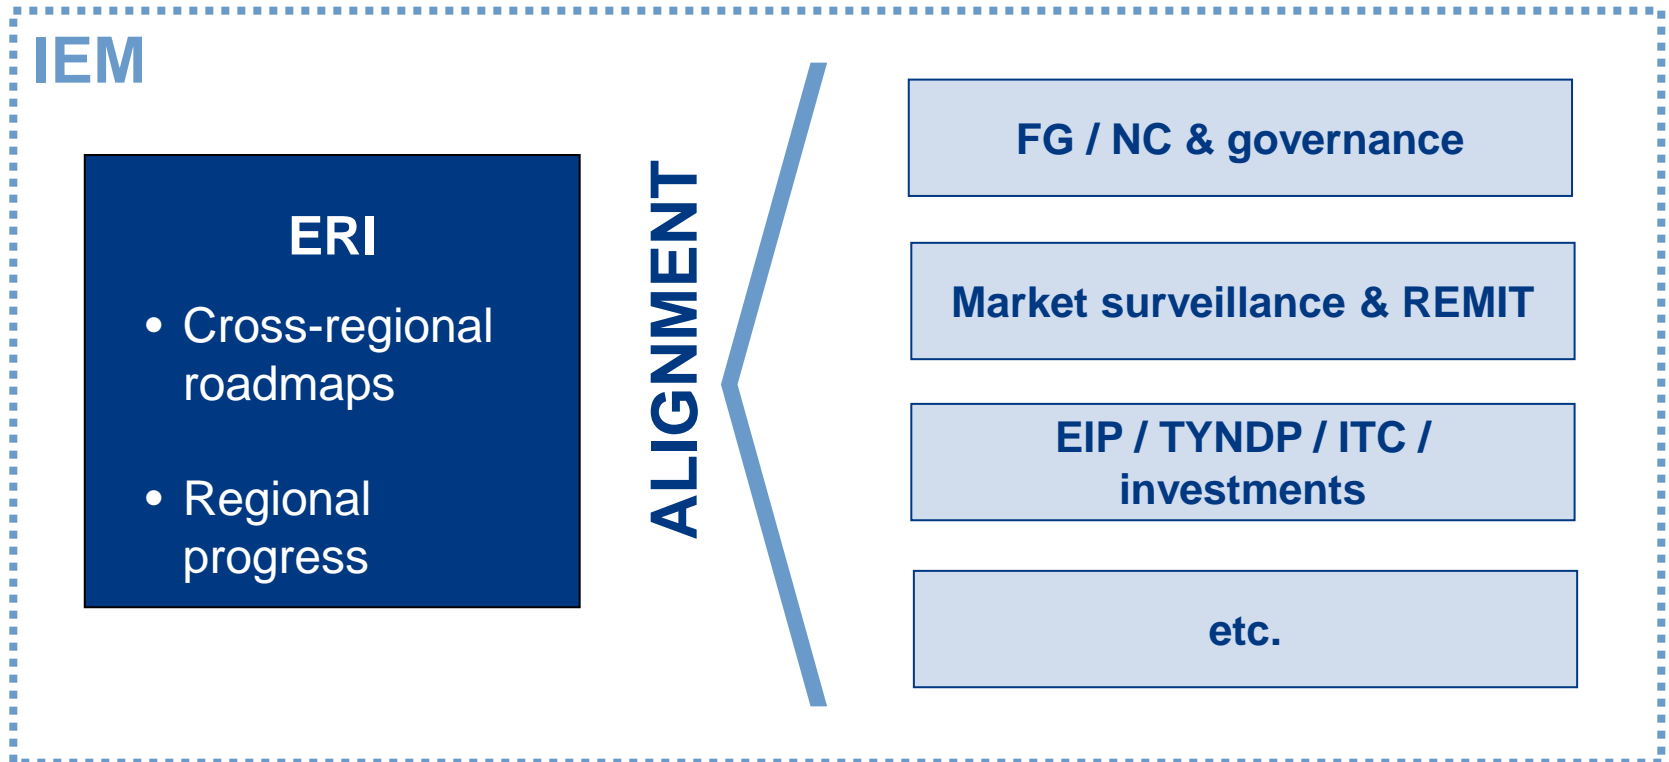 IEM
ERI
• Cross-regional
roadmaps
• Regional
progress
ALIGNMENT
FG / NC & governance
Market surveillance & REMIT
EIP / TYNDP / ITC /
investments
etc.